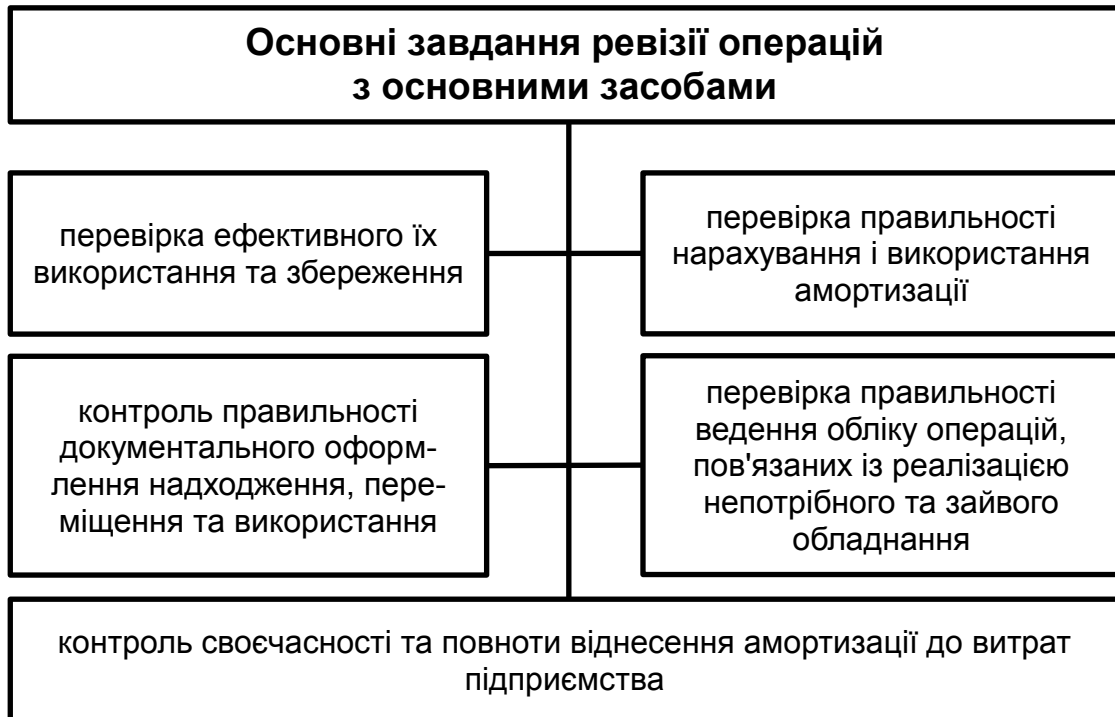 Основні завдання ревізії операцій
з основними засобами
перевірка ефективного їх
використання та збереження
перевірка правильності
нарахування і використання
амортизації
контроль правильності
документального оформ-
лення надходження, пере-
міщення та використання
перевірка правильності
ведення обліку операцій,
пов'язаних із реалізацією
непотрібного та зайвого
обладнання
контроль своєчасності та повноти віднесення амортизації до витрат
підприємства